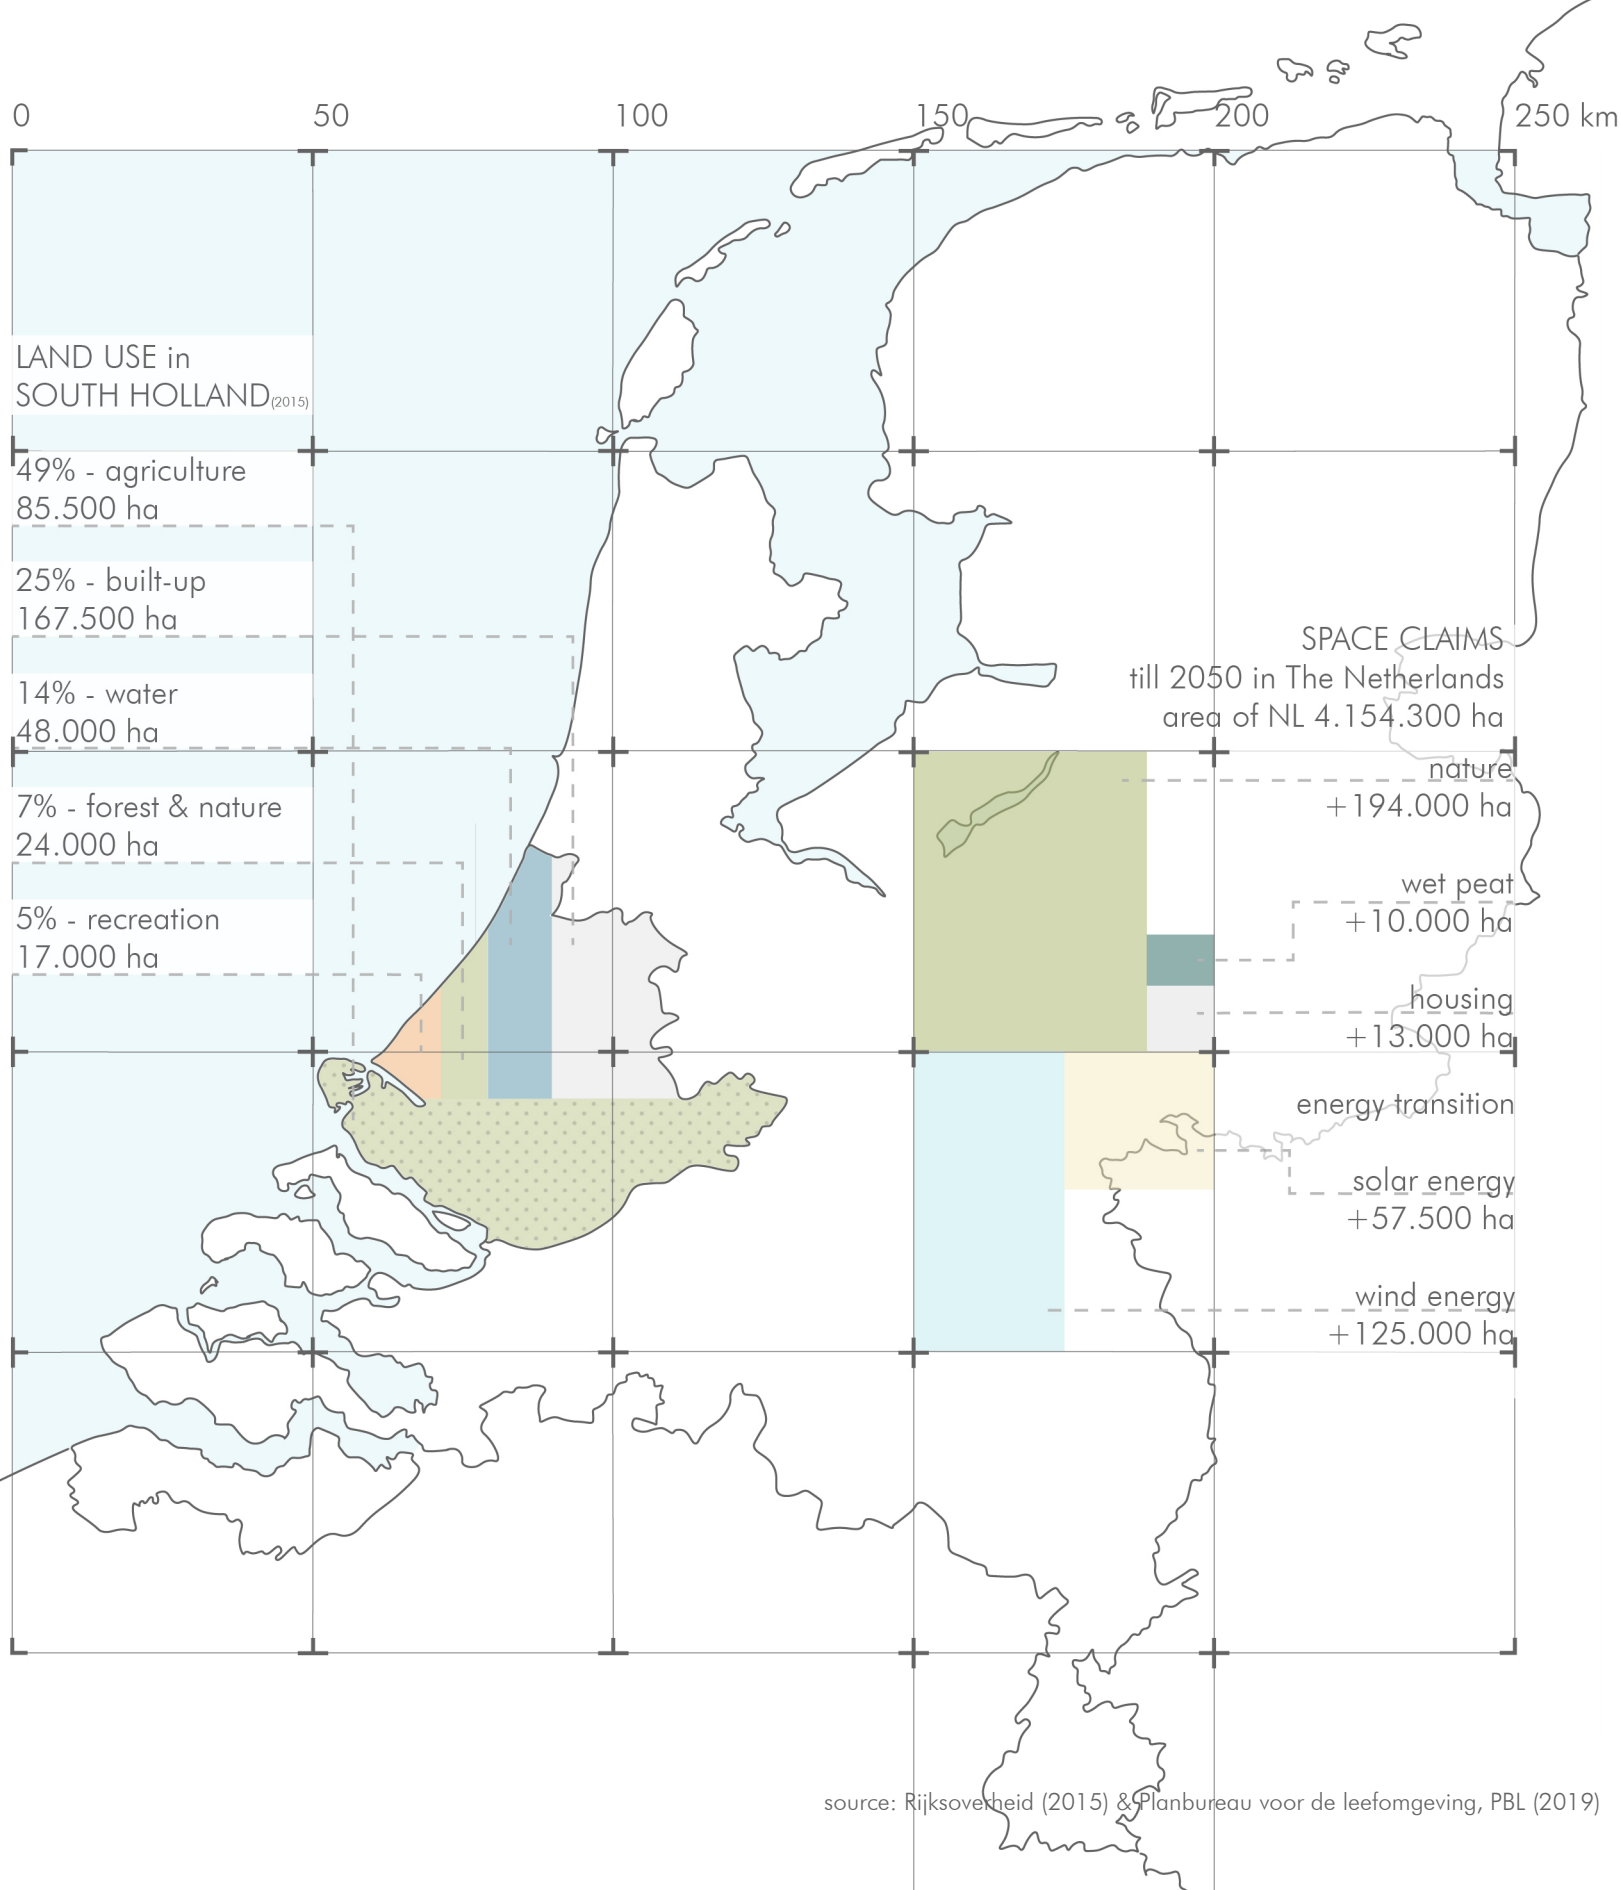 0 50 100 150 200 250 km
LAND USE in
SOUTH HOLLAND(2015)
49% - agriculture
85.500 ha
25% - built-up
167.500 ha
14% - water
48.000 ha
7% - forest & nature
24.000 ha
5% - recreation
17.000 ha
SPACE CLAIMS
till 2050 in The Netherlands
area of NL 4.154.300 ha
nature
+194.000 ha
wet peat
+10.000 ha
housing
+13.000 ha
energy transition
solar energy
+57.500 ha
wind energy
+125.000 ha
source: Rijksoverheid (2015) & Planbureau voor de leefomgeving, PBL (2019)